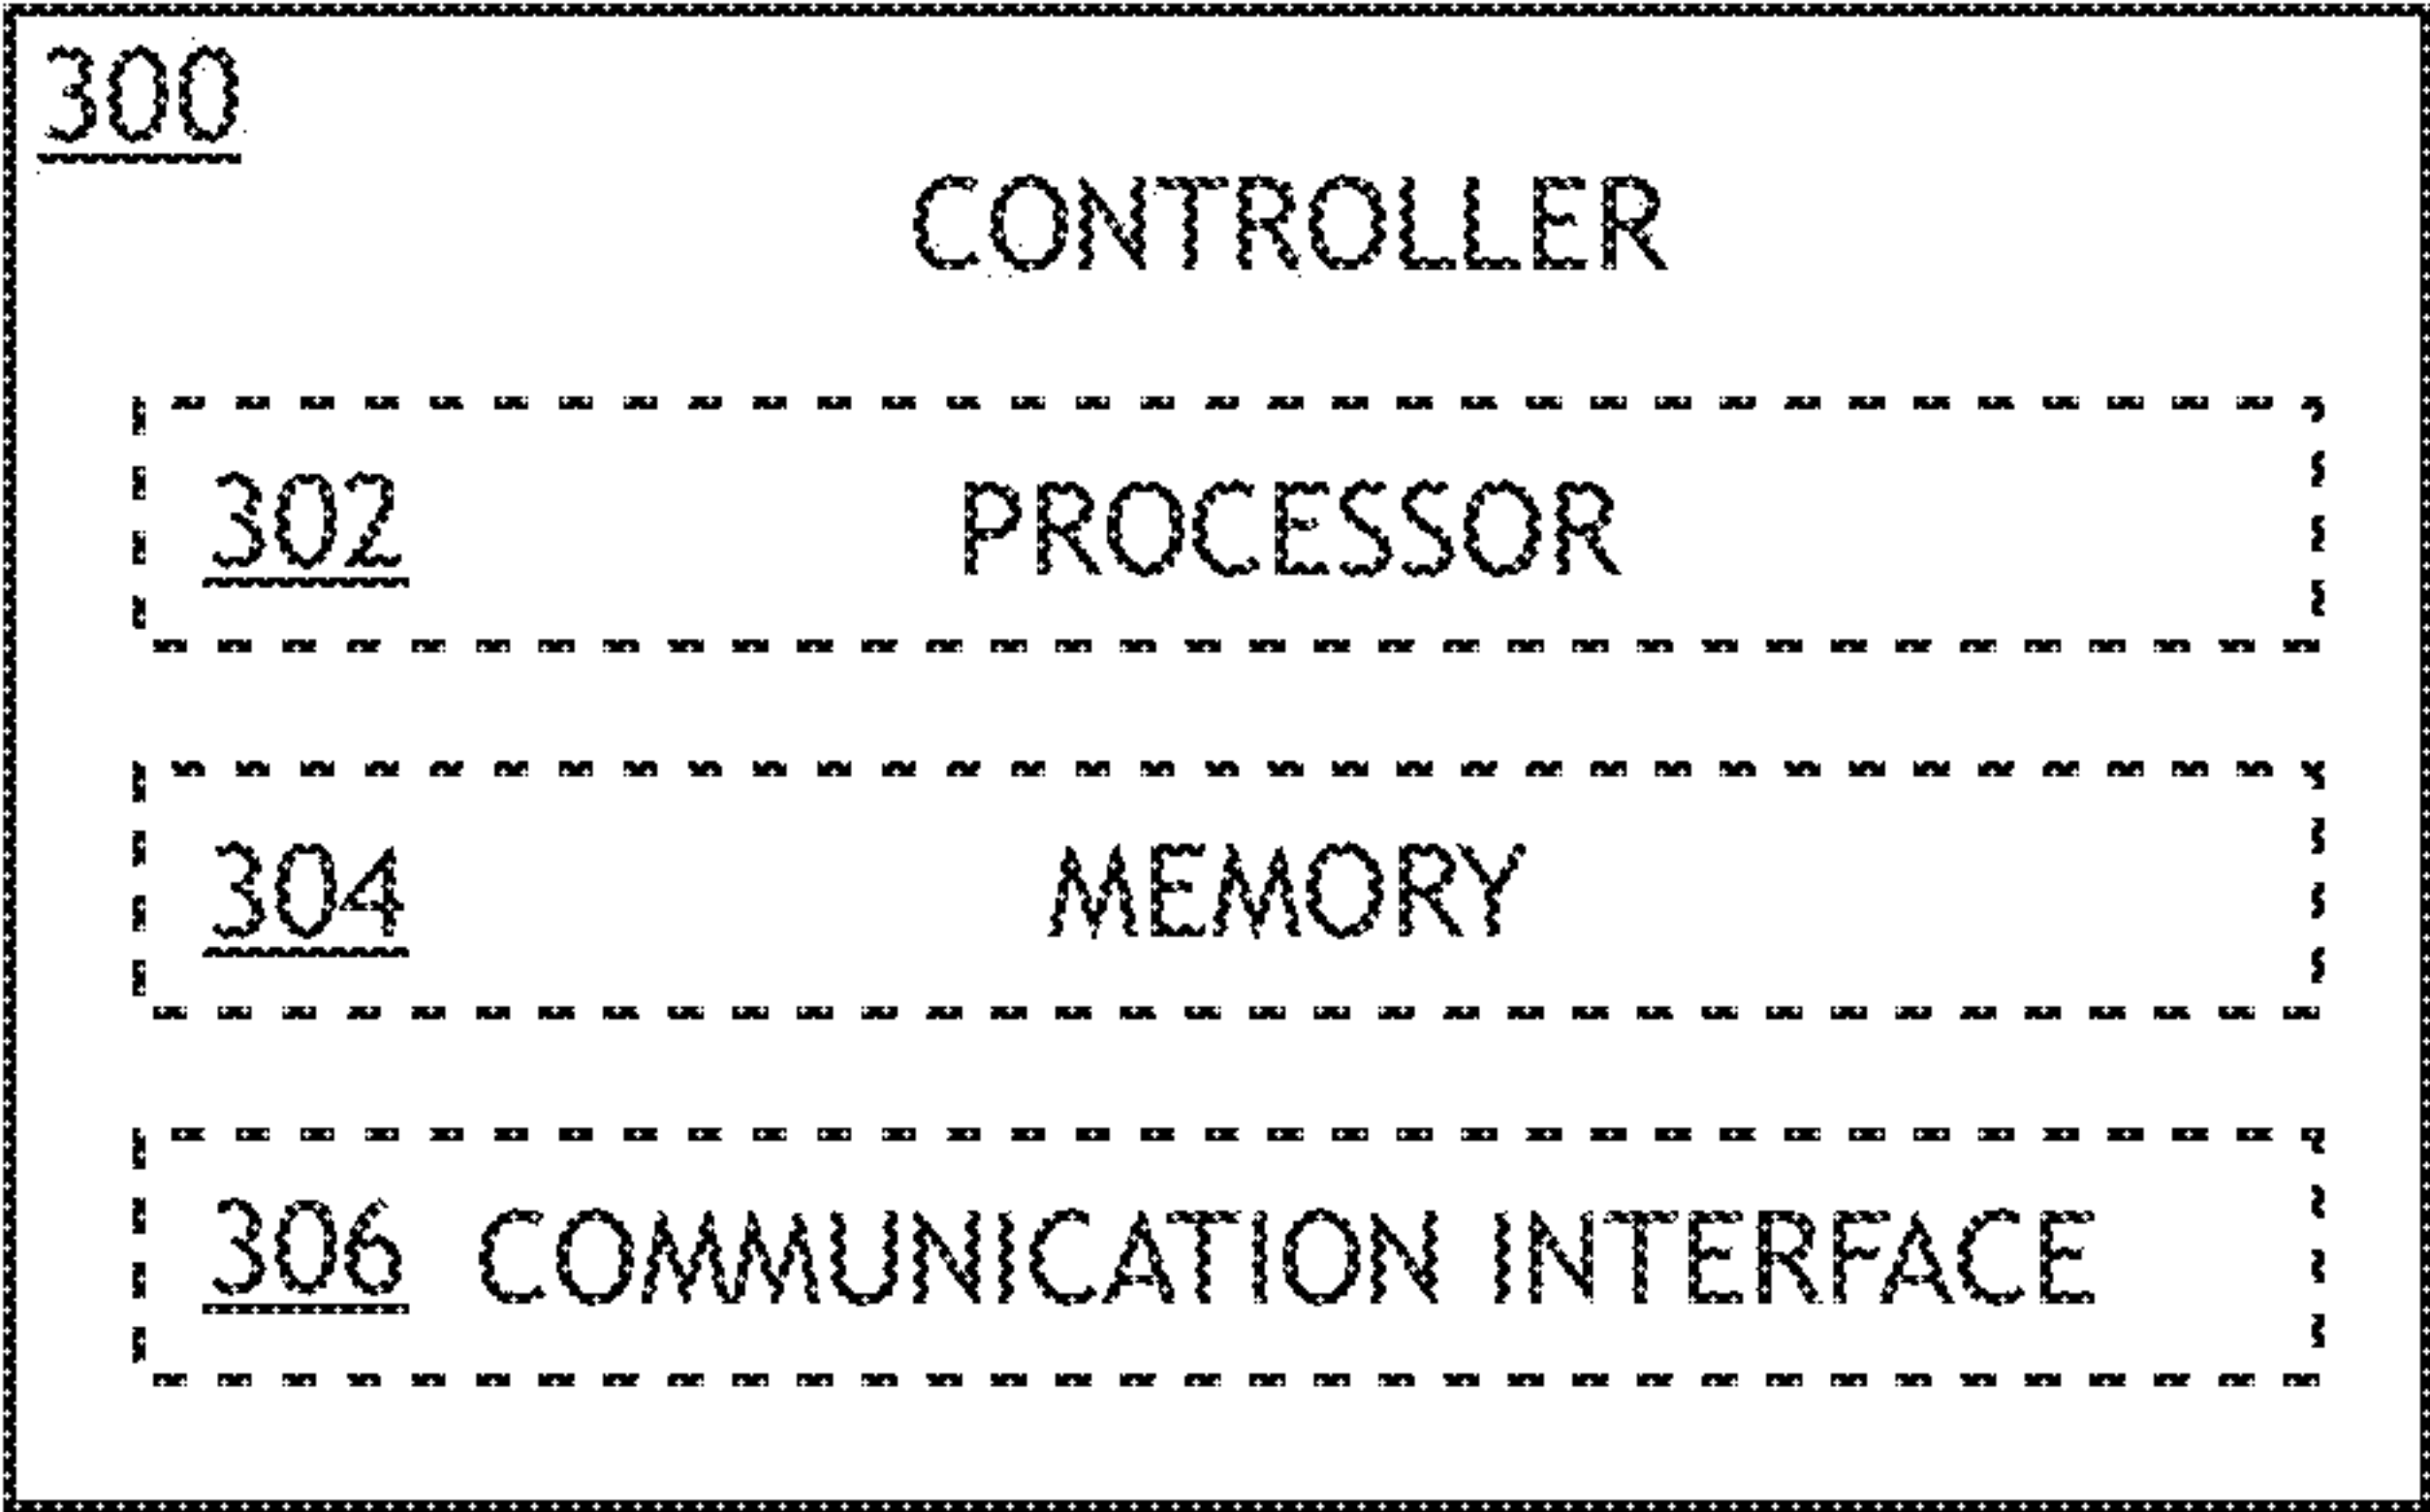 300
CONTROLLER
302 PROCESSOR
304 MEMORY
306 COMMUNICATION INTERFACE